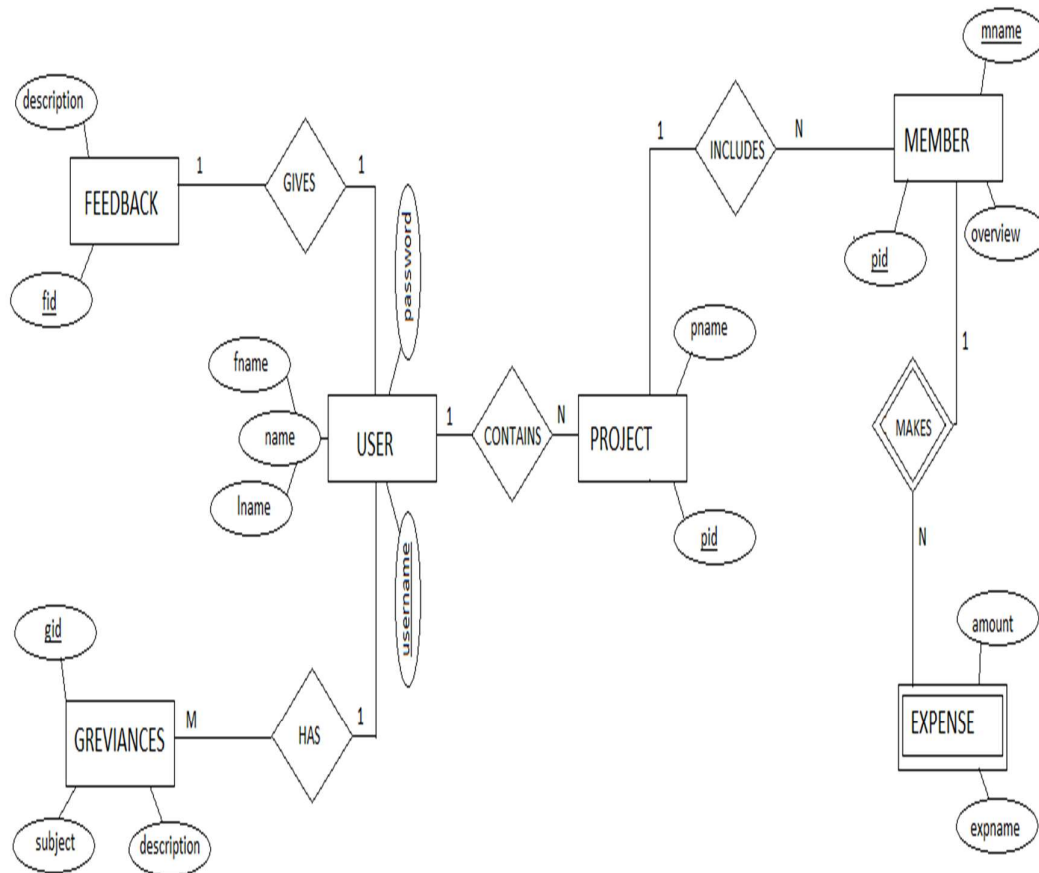 mname
description
1
INCLUDES
N
MEMBER
FEEDBACK
1
GIVES
1
password
pid
overview
fid
pname
1
fname
name
lname
USER
1
CONTAINS
N
PROJECT
MAKES
username
pid
N
gid
amount
GREVIANCES
M
HAS
1
EXPENSE
subject
description
expname